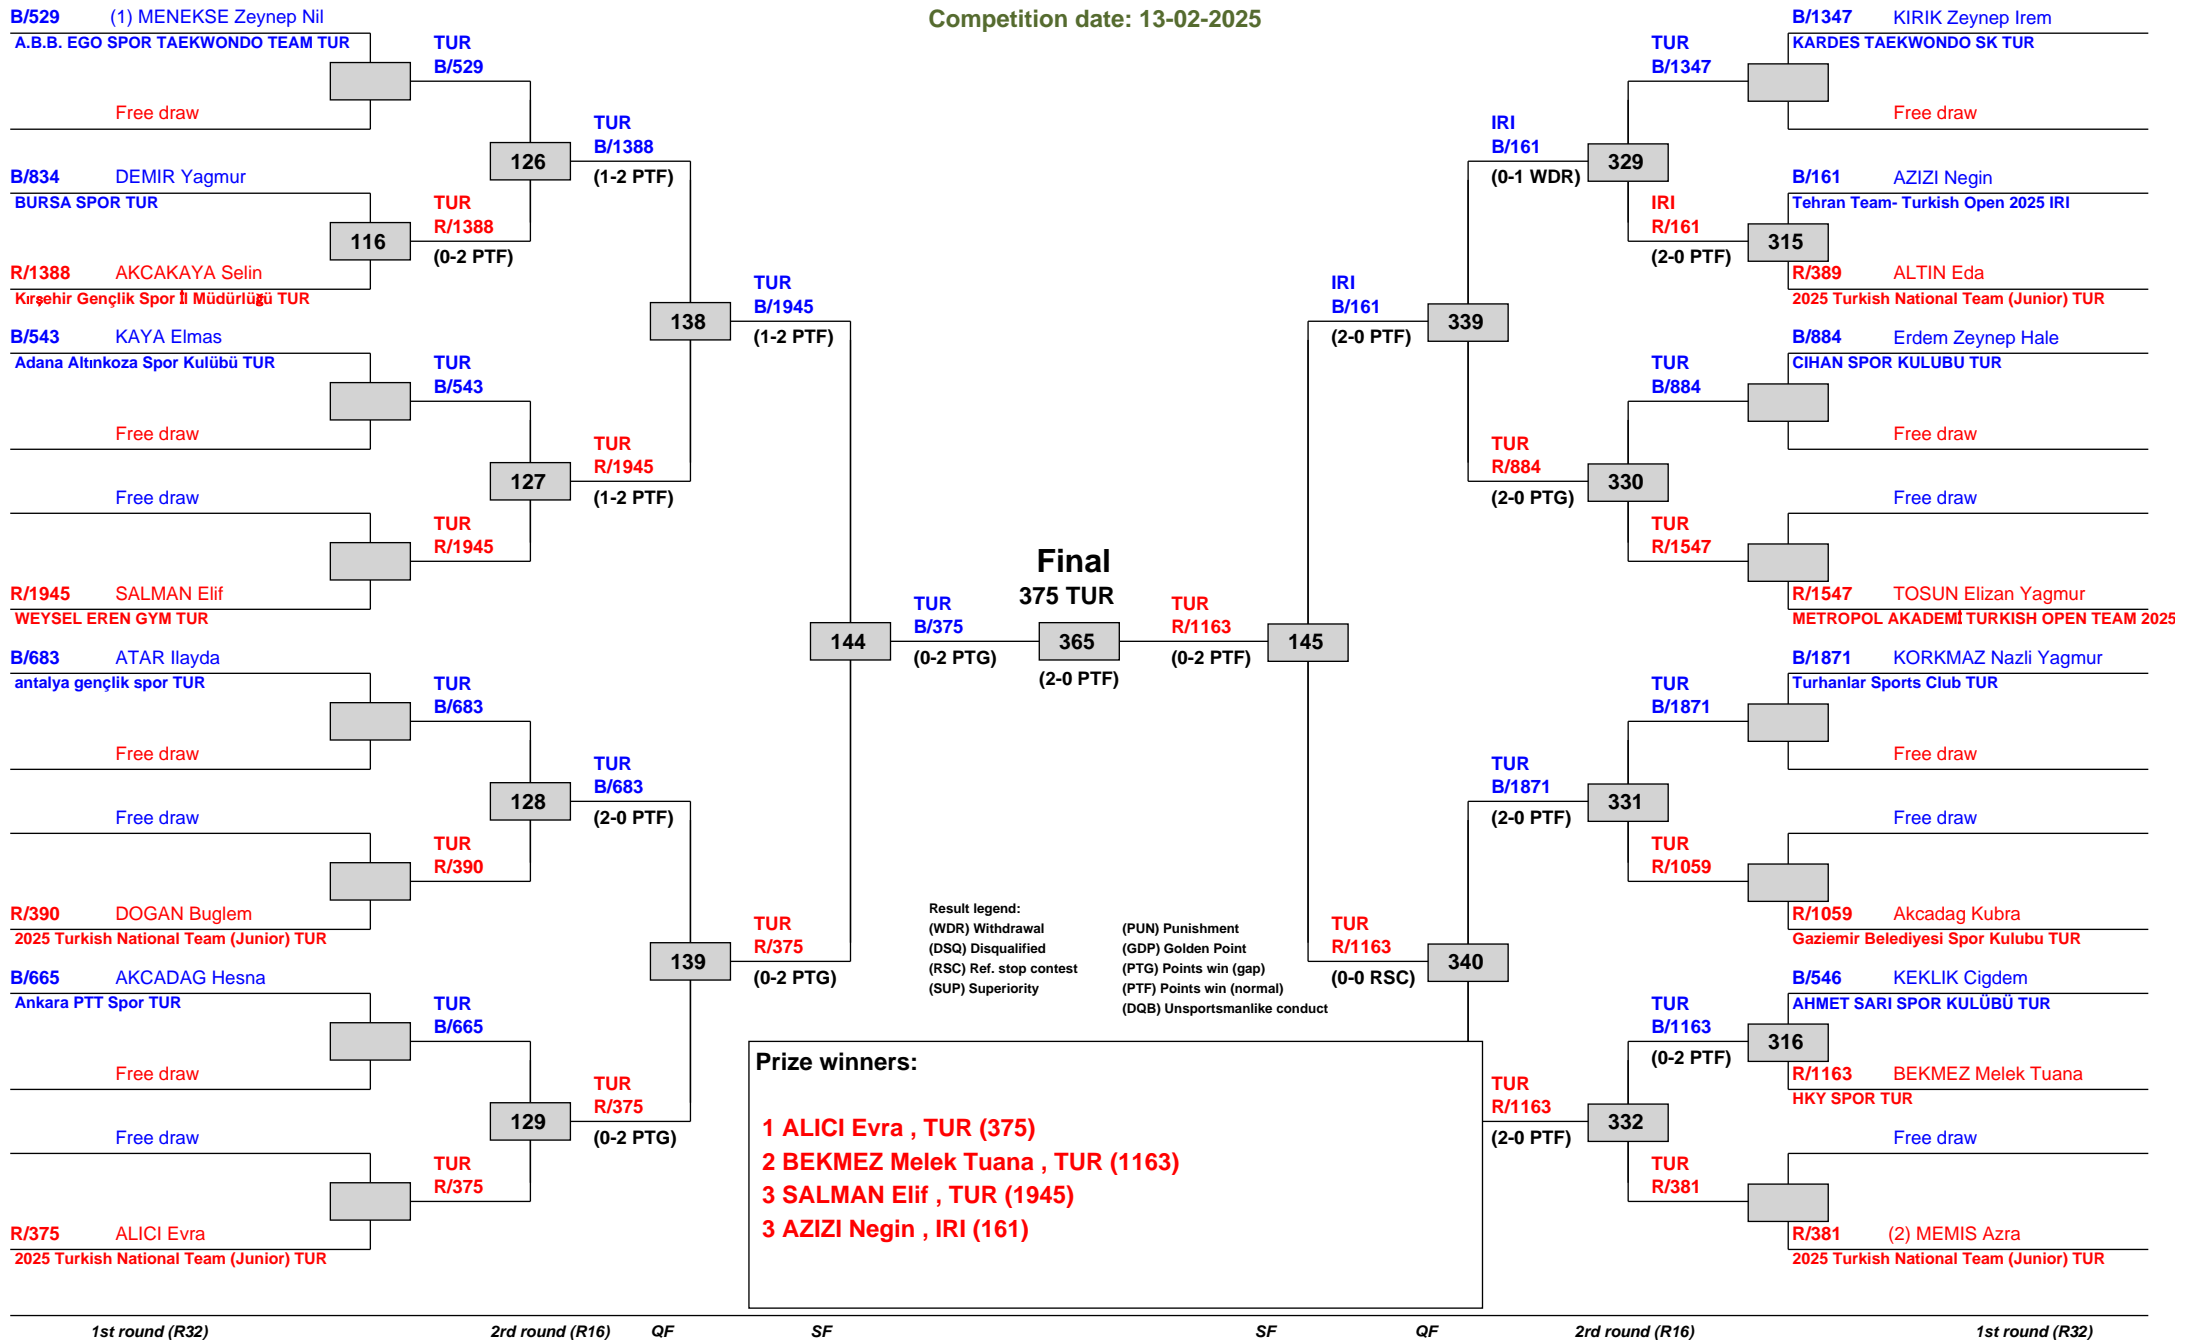 Competition date: 13-02-2025
B/529 (1) MENEKSE Zeynep Nil
A.B.B. EGO SPOR TAEKWONDO TEAM TUR
Free draw
B/834 DEMIR Yagmur
BURSA SPOR TUR
116
R/1388 AKCAKAYA Selin
Kırşehir Gençlik Spor İl Müdürlüğü TUR
B/543 KAYA Elmas
Adana Altınkoza Spor Kulübü TUR
Free draw
Free draw
R/1945 SALMAN Elif
WEYSEL EREN GYM TUR
B/683 ATAR Ilayda
antalya gençlik spor TUR
Free draw
Free draw
R/390 DOGAN Buglem
2025 Turkish National Team (Junior) TUR
B/665 AKCADAG Hesna
Ankara PTT Spor TUR
Free draw
Free draw
R/375 ALICI Evra
2025 Turkish National Team (Junior) TUR
TUR
B/529
126
TUR
R/1388
(0-2 PTF)
TUR
B/543
127
TUR
R/1945
TUR
B/683
128
TUR
R/390
TUR
B/665
129
TUR
R/375
TUR
B/1388
(1-2 PTF)
138
TUR
R/1945
(1-2 PTF)
TUR
B/683
(2-0 PTF)
139
TUR
R/375
(0-2 PTG)
TUR
B/1945
(1-2 PTF)
144
TUR
R/375
(0-2 PTG)
TUR
B/375
(0-2 PTG)
Final
375 TUR
365
(2-0 PTF)
TUR
R/1163
(0-2 PTF)
145
IRI
B/161
(2-0 PTF)
339
TUR
R/1163
(0-0 RSC)
340
IRI
B/161
(0-1 WDR)
329
TUR
R/884
(2-0 PTG)
330
TUR
B/1871
(2-0 PTF)
331
TUR
R/1163
(2-0 PTF)
332
TUR
B/1347
IRI
R/161
(2-0 PTF)
315
TUR
B/884
TUR
R/1547
TUR
B/1871
TUR
R/1059
TUR
B/1163
(0-2 PTF)
316
TUR
R/381
B/1347 KIRIK Zeynep Irem
KARDES TAEKWONDO SK TUR
Free draw
B/161 AZIZI Negin
Tehran Team- Turkish Open 2025 IRI
R/389 ALTIN Eda
2025 Turkish National Team (Junior) TUR
B/884 Erdem Zeynep Hale
CIHAN SPOR KULUBU TUR
Free draw
Free draw
R/1547 TOSUN Elizan Yagmur
METROPOL AKADEMİ TURKISH OPEN TEAM 2025
B/1871 KORKMAZ Nazli Yagmur
Turhanlar Sports Club TUR
Free draw
Free draw
R/1059 Akcadag Kubra
Gaziemir Belediyesi Spor Kulubu TUR
B/546 KEKLIK Cigdem
AHMET SARI SPOR KULÜBÜ TUR
R/1163 BEKMEZ Melek Tuana
HKY SPOR TUR
Free draw
R/381 (2) MEMIS Azra
2025 Turkish National Team (Junior) TUR
Result legend:
(WDR) Withdrawal (PUN) Punishment
(DSQ) Disqualified (GDP) Golden Point
(RSC) Ref. stop contest (PTG) Points win (gap)
(SUP) Superiority (PTF) Points win (normal)
(DQB) Unsportsmanlike conduct
Prize winners:
1 ALICI Evra , TUR (375)
2 BEKMEZ Melek Tuana , TUR (1163)
3 SALMAN Elif , TUR (1945)
3 AZIZI Negin , IRI (161)
1st round (R32) 2rd round (R16) QF SF SF QF 2rd round (R16) 1st round (R32)